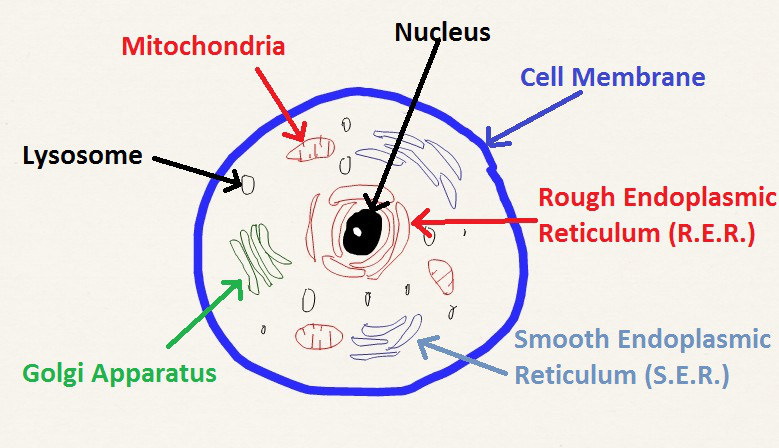 Nucleus
Mitochondria
Cell Membrane
Lysosome
Rough Endoplasmic
Reticulum (R.E.R.)
Smooth Endoplasmic
Reticulum (S.E.R.)
Golgi Apparatus